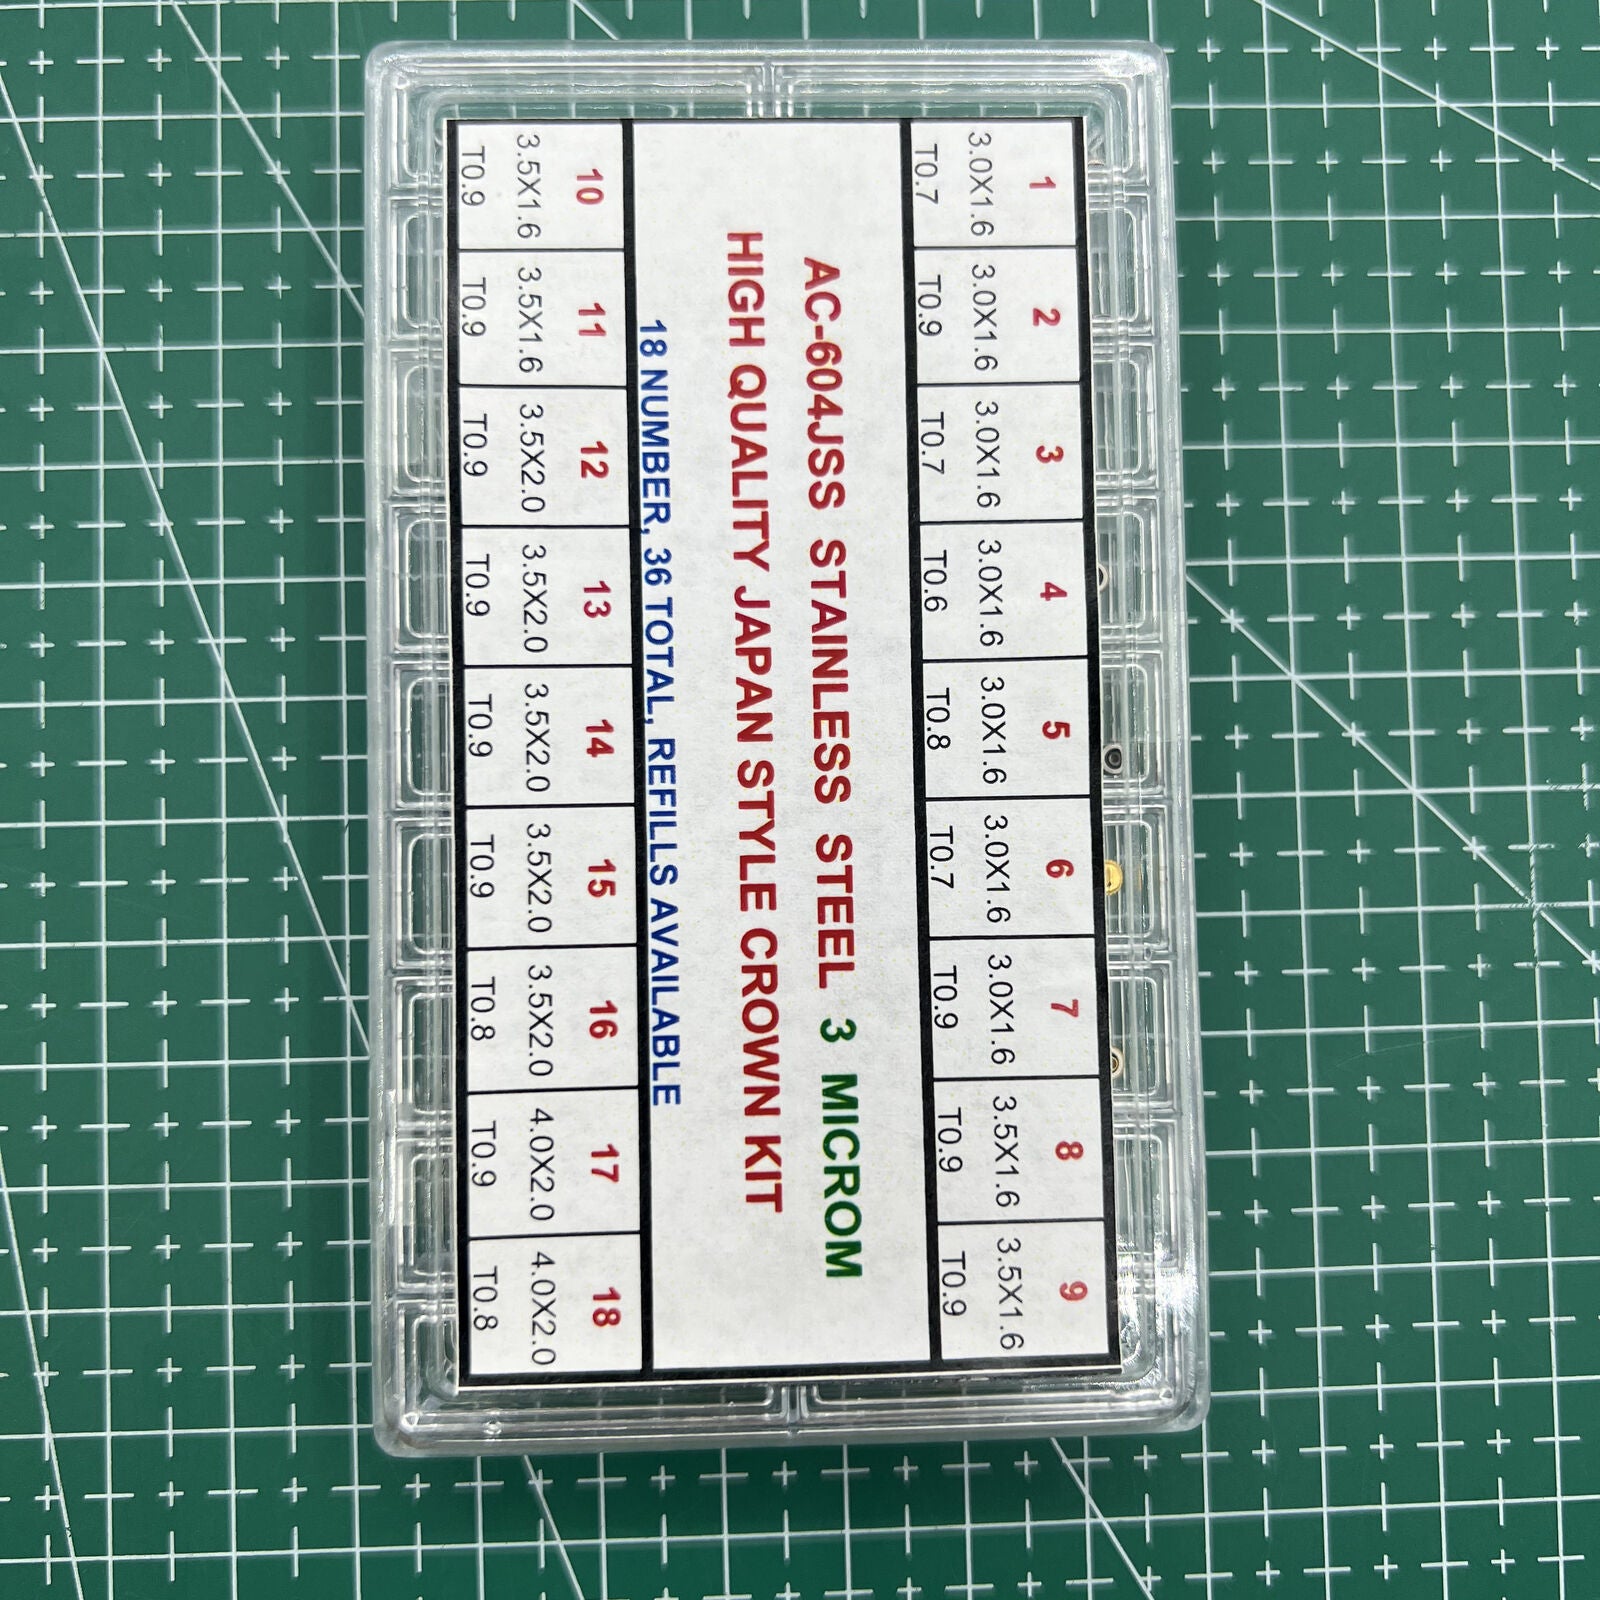 1 2 3 4 5 6 7 8 9
3.0X1.6 3.0X1.6 3.0X1.6 3.0X1.6 3.0X1.6 3.0X1.6 3.0X1.6 3.5X1.6 3.5X1.6
T0.7 T0.9 T0.7 T0.6 T0.8 T0.7 T0.9 T0.9 T0.9
AC-604JSS STAINLESS STEEL 3 MICROM
HIGH QUALITY JAPAN STYLE CROWN KIT
18 NUMBER, 36 TOTAL, REFILLS AVAILABLE
10 11 12 13 14 15 16 17 18
3.5X1.6 3.5X1.6 3.5X2.0 3.5X2.0 3.5X2.0 3.5X2.0 3.5X2.0 4.0X2.0 4.0X2.0
T0.9 T0.9 T0.9 T0.9 T0.9 T0.9 T0.8 T0.9 T0.8